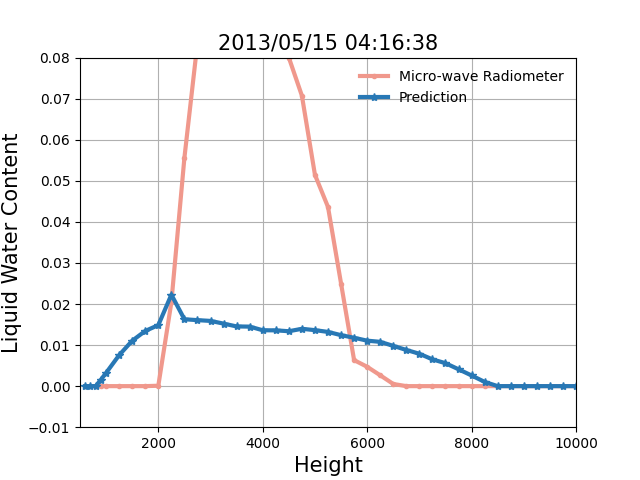 2013/05/15 04:16:38
Micro-wave Radiometer
Prediction
Liquid Water Content
0.08
0.07
0.06
0.05
0.04
0.03
0.02
0.01
0.00
−0.01
2000 4000 6000 8000 10000
Height